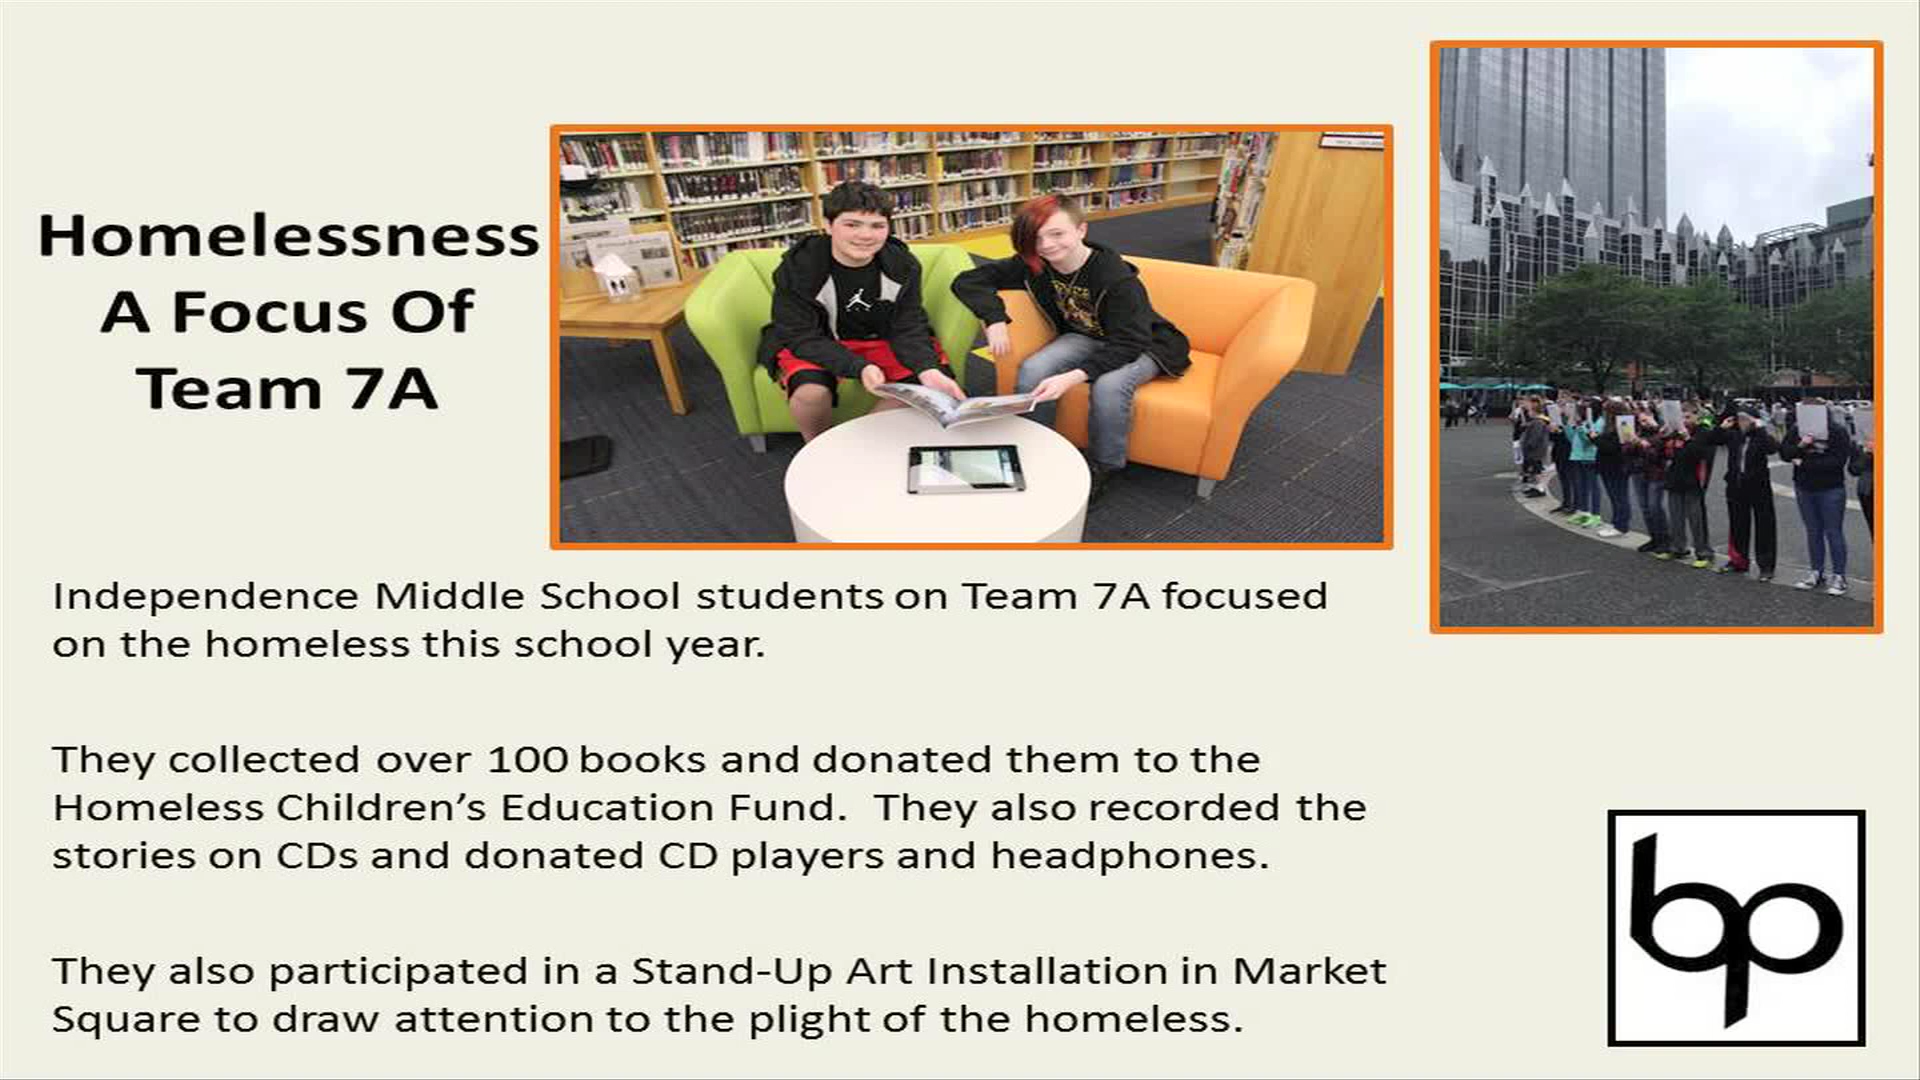 Homelessness
A Focus Of
Team 7A
Independence Middle School students on Team 7A focused
on the homeless this school year.
They collected over 100 books and donated them to the
Homeless Children’s Education Fund.  They also recorded the
stories on CDs and donated CD players and headphones.
They also participated in a Stand-Up Art Installation in Market
Square to draw attention to the plight of the homeless.
bp